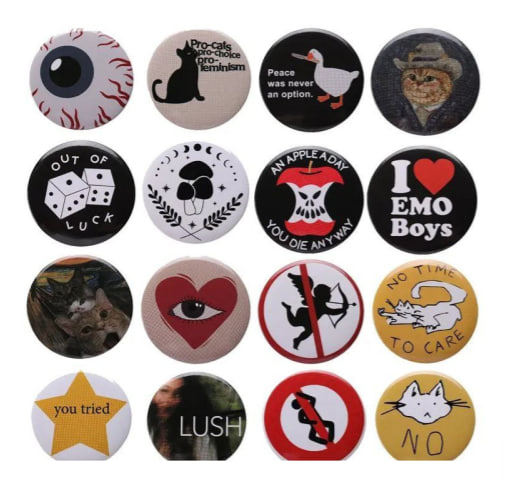 Pro-cats
pro-choice
pro-
feminism
Peace
was never
an option.
OUT OF
LUCK
AN APPLE A DAY
YOU DIE ANYWAY
I
EMO
Boys
NO TIME
TO CARE
you tried
LUSH
NO